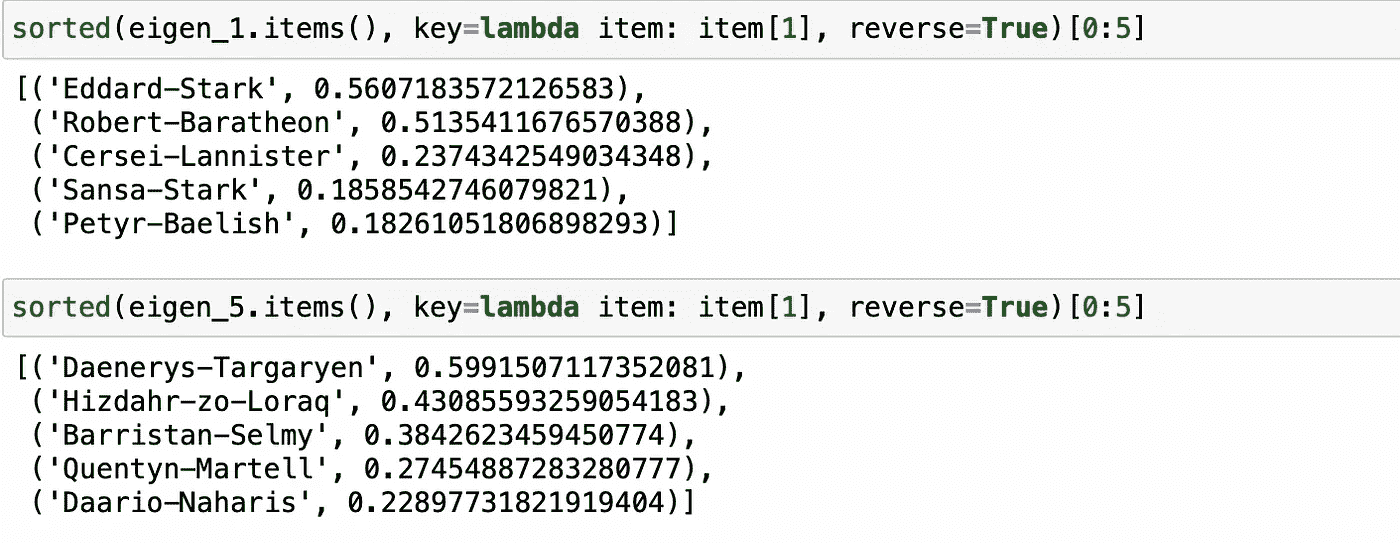 sorted(eigen_1.items(), key=lambda item: item[1], reverse=True)[0:5]
[('Eddard-Stark', 0.5607183572126583),
('Robert-Baratheon', 0.5135411676570388),
('Cersei-Lannister', 0.2374342549034348),
('Sansa-Stark', 0.1858542746079821),
('Petyr-Baelish', 0.18261051806898293)]
sorted(eigen_5.items(), key=lambda item: item[1], reverse=True)[0:5]
[('Daenerys-Targaryen', 0.5991507117352081),
('Hizdahr-zo-Loraq', 0.43085593259054183),
('Barristan-Selmy', 0.3842623459450774),
('Quentyn-Martell', 0.27454887283280777),
('Daario-Naharis', 0.22897731821919404)]